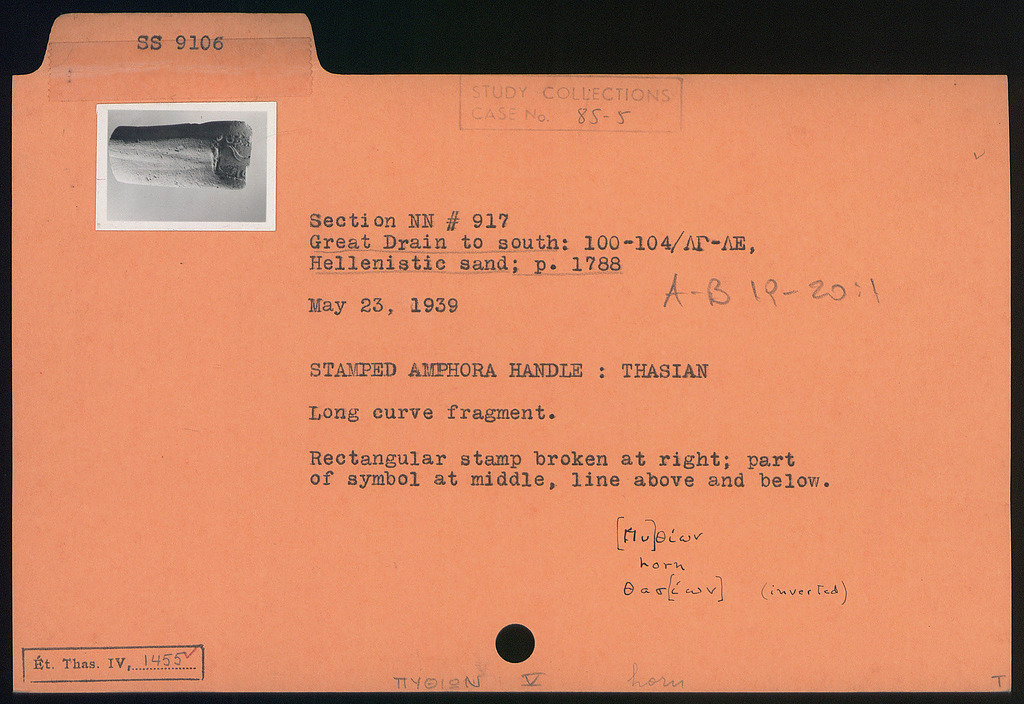 SS 9106
STUDY COLLECTIONS
CASE No. 85-5
Section NN # 917
Great Drain to south: 100-104/ΛΓ-ΛΕ,
Hellenistic sand; p. 1788
A-B 19-20:1
May 23, 1939
STAMPED AMPHORA HANDLE : THASIAN
Long curve fragment.
Rectangular stamp broken at right; part
of symbol at middle, line above and below.
[Πυ]θίων
horn
Θασ[ίων] (inverted)
Ét. Thas. IV, 1455
ΠΥΘΙΩΝ V horn T